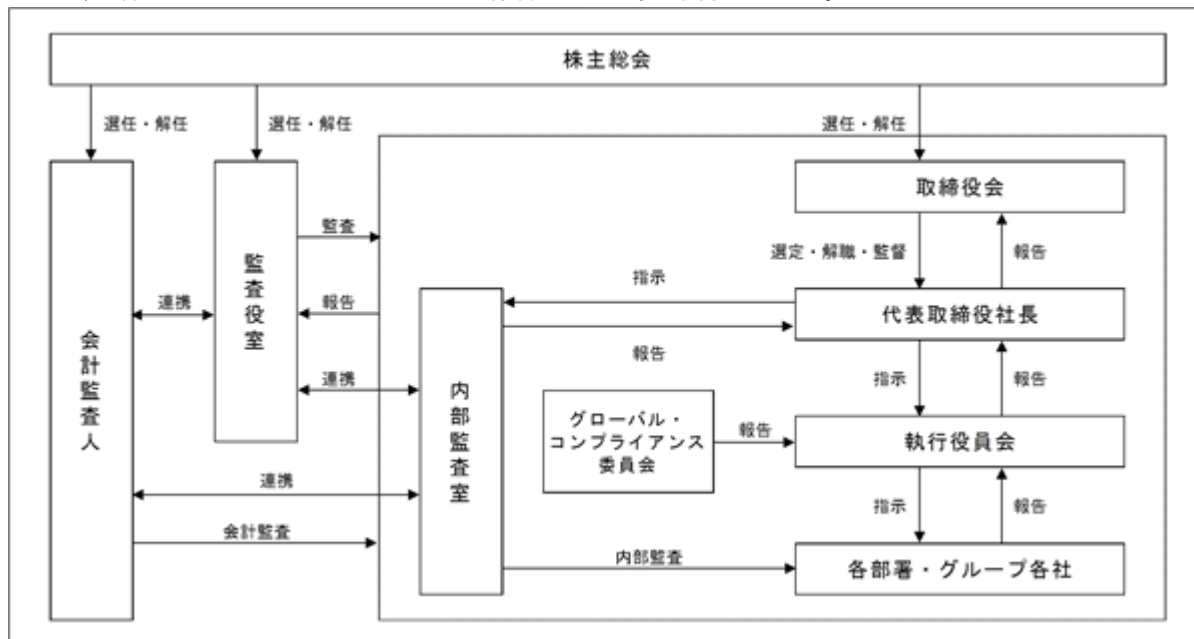 株主総会
選任・解任
選任・解任
選任・解任
取締役会
監査
選定・解職・監督
報告
監査役室
指示
連携
報告
代表取締役社長
報告
会計監査人
連携
内部監査室
指示
報告
グローバル・
コンプライアンス
委員会
報告
執行役員会
連携
指示
報告
会計監査
内部監査
各部署・グループ各社